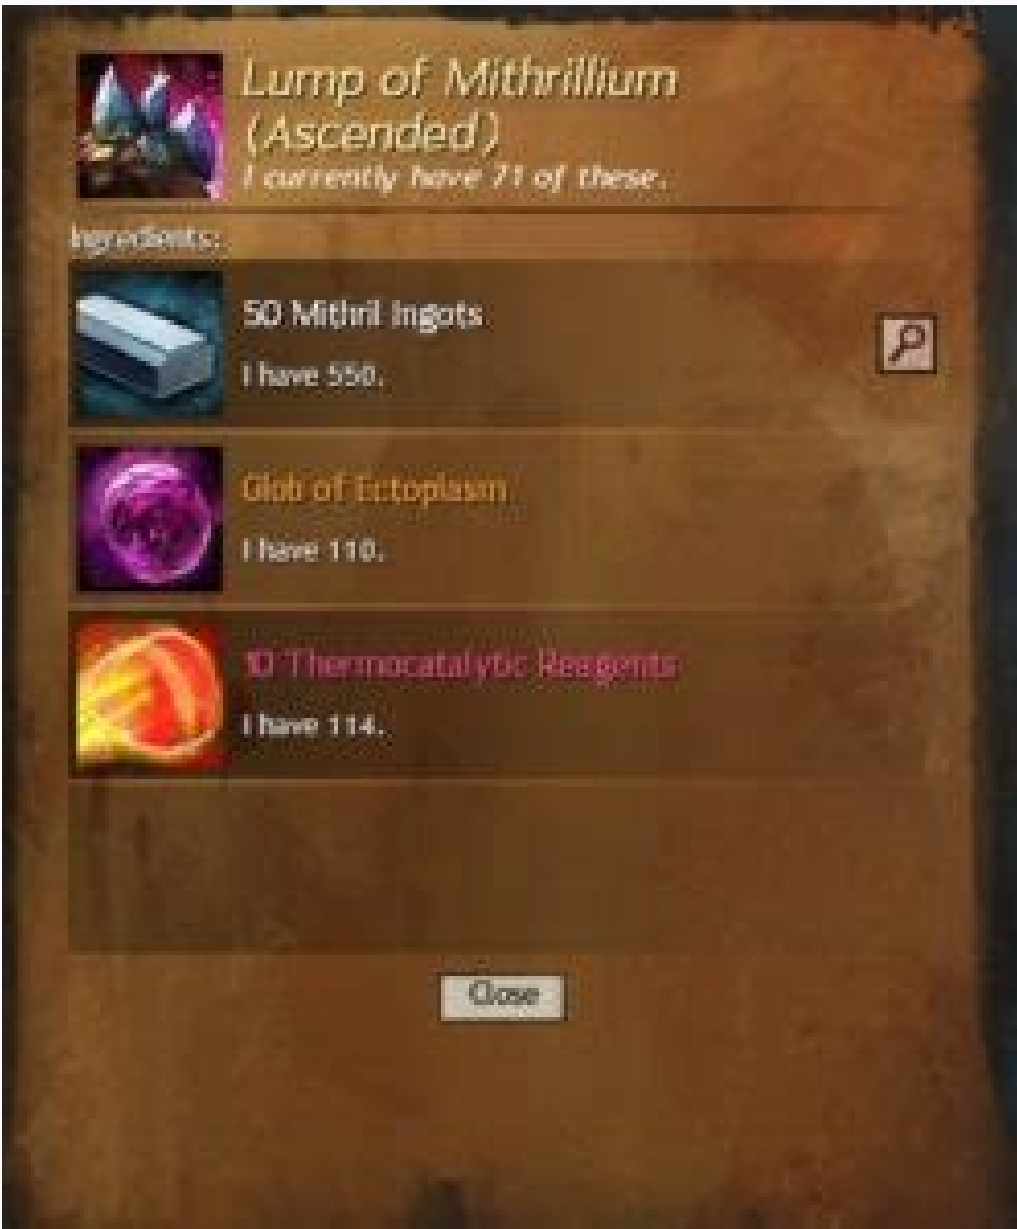 Lump of Mithrillium
(Ascended)
I currently have 71 of these.
Ingredients:
50 Mithril Ingots
I have 550.
Glob of Ectoplasm
I have 110.
10 Thermocatalytic Reagents
I have 114.
Close